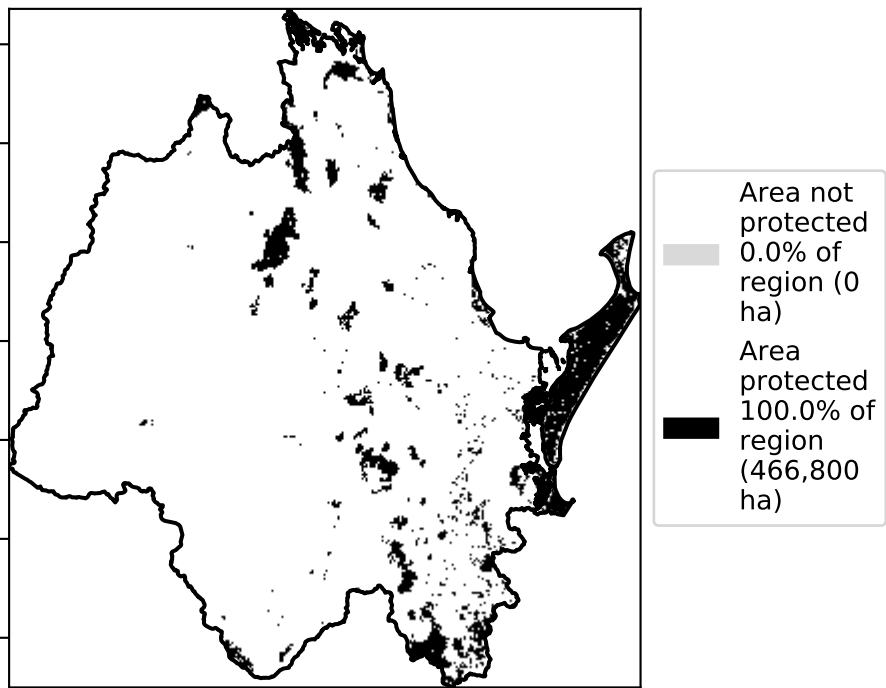 Area not
protected
0.0% of
region (0
ha)
Area
protected
100.0% of
region
(466,800
ha)